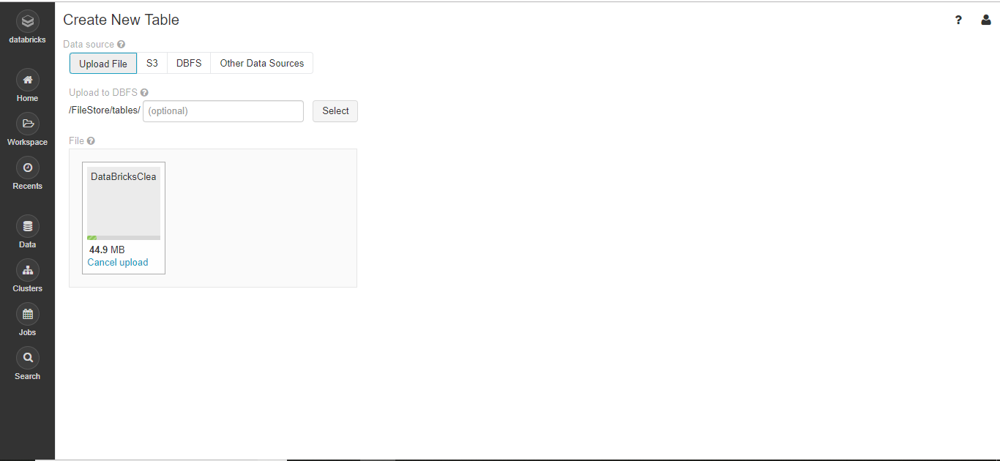 databricks
Home
Workspace
Recents
Data
Clusters
Jobs
Search
Create New Table
?
Data source ?
Upload File S3 DBFS Other Data Sources
Upload to DBFS ?
/FileStore/tables/ (optional) Select
File ?
DataBricksClea
44.9 MB
Cancel upload